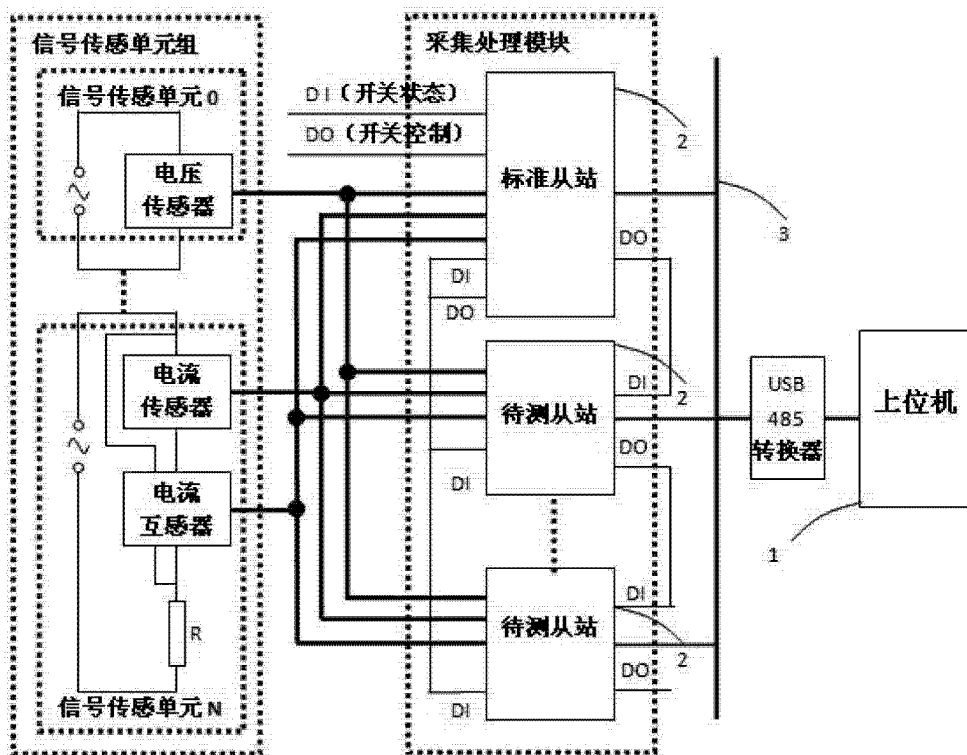 信号传感单元组
信号传感单元0
电压
传感器
电流
传感器
电流
互感器
R
信号传感单元N
采集处理模块
DI（开关状态）
DO（开关控制）
标准从站
2
DO
DI
DO
3
待测从站
2
DI
DO
DI
待测从站
DI
2
DO
DI
USB
485
转换器
上位机
1